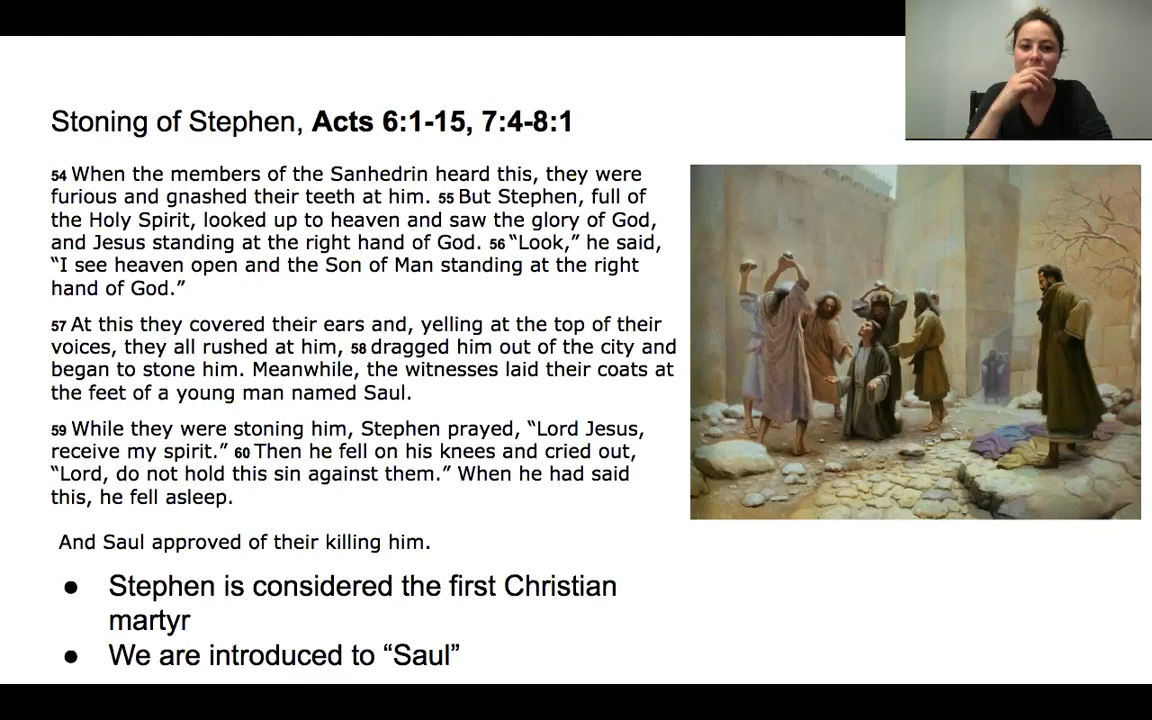 Stoning of Stephen, Acts 6:1-15, 7:4-8:1
54 When the members of the Sanhedrin heard this, they were
furious and gnashed their teeth at him. 55 But Stephen, full of
the Holy Spirit, looked up to heaven and saw the glory of God,
and Jesus standing at the right hand of God. 56 “Look,” he said,
“I see heaven open and the Son of Man standing at the right
hand of God.”
57 At this they covered their ears and, yelling at the top of their
voices, they all rushed at him, 58 dragged him out of the city and
began to stone him. Meanwhile, the witnesses laid their coats at
the feet of a young man named Saul.
59 While they were stoning him, Stephen prayed, “Lord Jesus,
receive my spirit.” 60 Then he fell on his knees and cried out,
“Lord, do not hold this sin against them.” When he had said
this, he fell asleep.
And Saul approved of their killing him.
● Stephen is considered the first Christian
martyr
● We are introduced to “Saul”